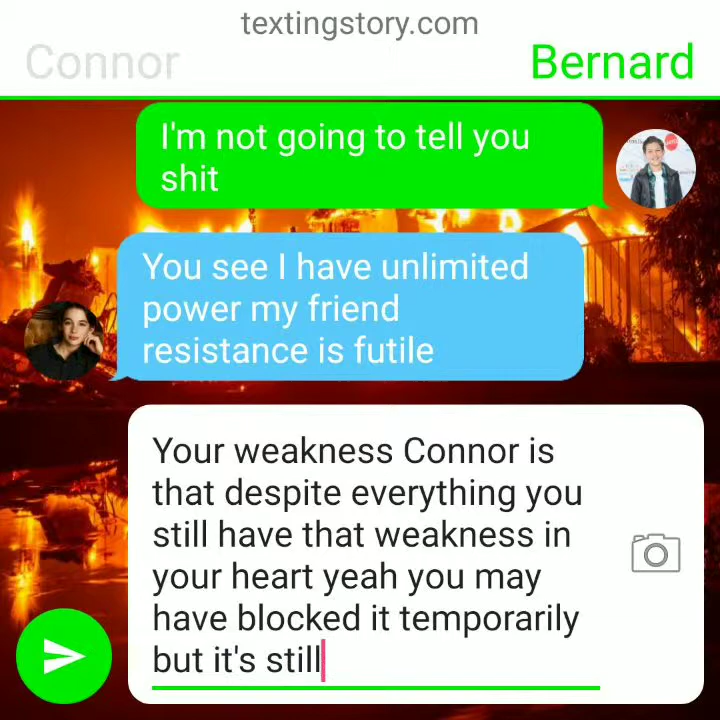 textingstory.com
Connor
Bernard
I'm not going to tell you
shit
You see I have unlimited
power my friend
resistance is futile
Your weakness Connor is
that despite everything you
still have that weakness in
your heart yeah you may
have blocked it temporarily
but it's still